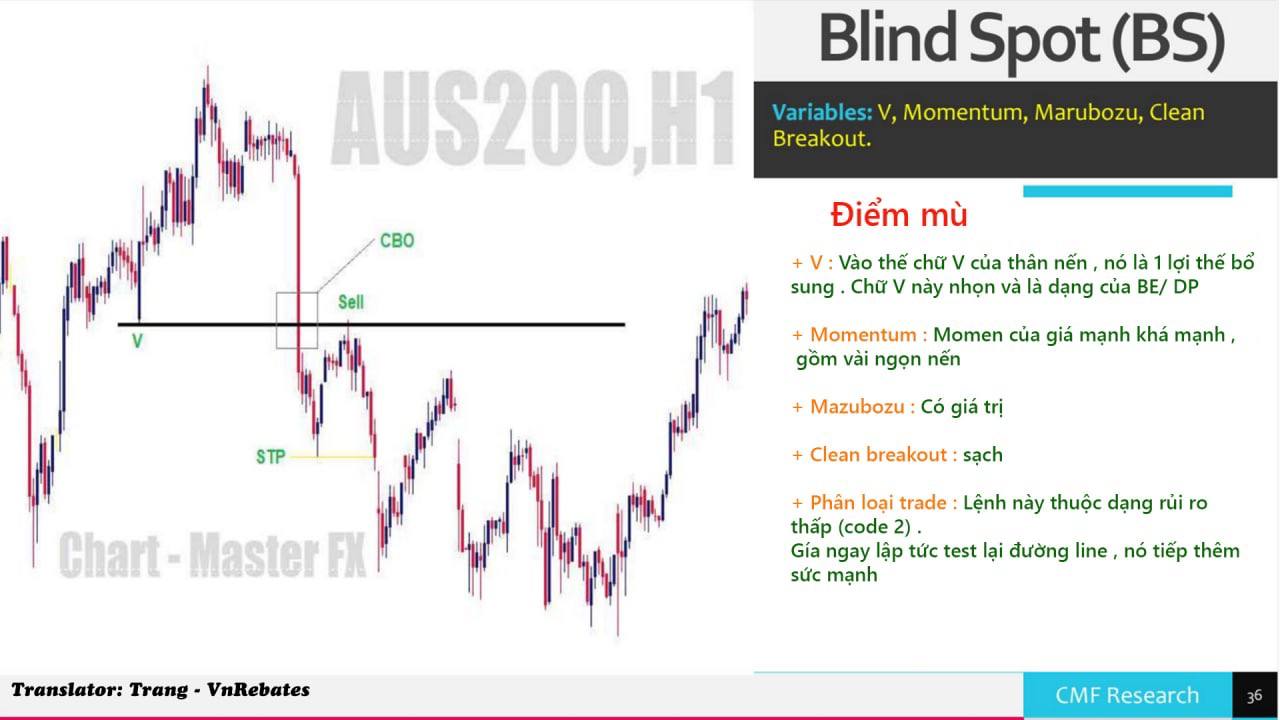 Blind Spot (BS)
AUS200,H1
Variables: V, Momentum, Marubozu, Clean
Breakout.
Điểm mù
+ V : Vào thế chữ V của thân nến , nó là 1 lợi thế bổ
sung . Chữ V này nhọn và là dạng của BE/ DP
+ Momentum : Momen của giá mạnh khá mạnh ,
gồm vài ngọn nến
+ Mazubozu : Có giá trị
+ Clean breakout : sạch
+ Phân loại trade : Lệnh này thuộc dạng rủi ro
thấp (code 2) .
Gía ngay lập tức test lại đường line , nó tiếp thêm
sức mạnh
CBO
Sell
V
STP
Chart - Master FX
Translator: Trang - VnRebates
CMF Research
36